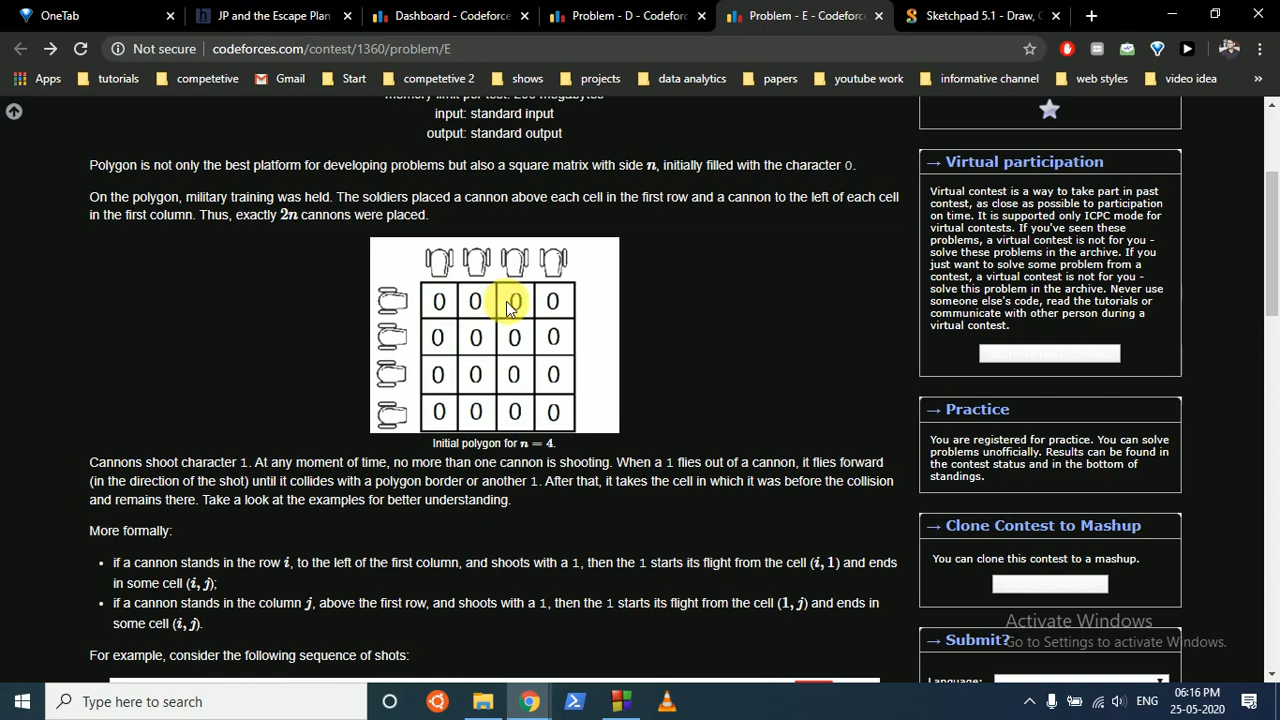 OneTab
JP and the Escape Plan
Dashboard - Codeforce
Problem - D - Codeforc
Problem - E - Codeforc
Sketchpad 5.1 - Draw, C
Not secure
codeforces.com/contest/1360/problem/E
Apps
tutorials
competetive
Gmail
Start
competetive 2
shows
projects
data analytics
papers
youtube work
informative channel
web styles
video idea
»
input: standard input
output: standard output
Polygon is not only the best platform for developing problems but also a square matrix with side n, initially filled with the character 0.
On the polygon, military training was held. The soldiers placed a cannon above each cell in the first row and a cannon to the left of each cell
in the first column. Thus, exactly 2n cannons were placed.
0 0 0 0
0 0 0 0
0 0 0 0
0 0 0 0
Initial polygon for n = 4.
Cannons shoot character 1. At any moment of time, no more than one cannon is shooting. When a 1 flies out of a cannon, it flies forward
(in the direction of the shot) until it collides with a polygon border or another 1. After that, it takes the cell in which it was before the collision
and remains there. Take a look at the examples for better understanding.
More formally:
• if a cannon stands in the row i, to the left of the first column, and shoots with a 1, then the 1 starts its flight from the cell (i, 1) and ends
in some cell (i, j);
• if a cannon stands in the column j, above the first row, and shoots with a 1, then the 1 starts its flight from the cell (1, j) and ends in
some cell (i, j).
For example, consider the following sequence of shots:
→ Virtual participation
Virtual contest is a way to take part in past
contest, as close as possible to participation
on time. It is supported only ICPC mode for
virtual contests. If you've seen these
problems, a virtual contest is not for you -
solve these problems in the archive. If you
just want to solve some problem from a
contest, a virtual contest is not for you -
solve this problem in the archive. Never use
someone else's code, read the tutorials or
communicate with other person during a
virtual contest.
→ Practice
You are registered for practice. You can solve
problems unofficially. Results can be found
in the contest status and in the bottom of
standings.
→ Clone Contest to Mashup
You can clone this contest to a mashup.
→ Submit?
Language:
Activate Windows
Go to Settings to activate Windows.
Type here to search
ENG
06:16 PM
25-05-2020